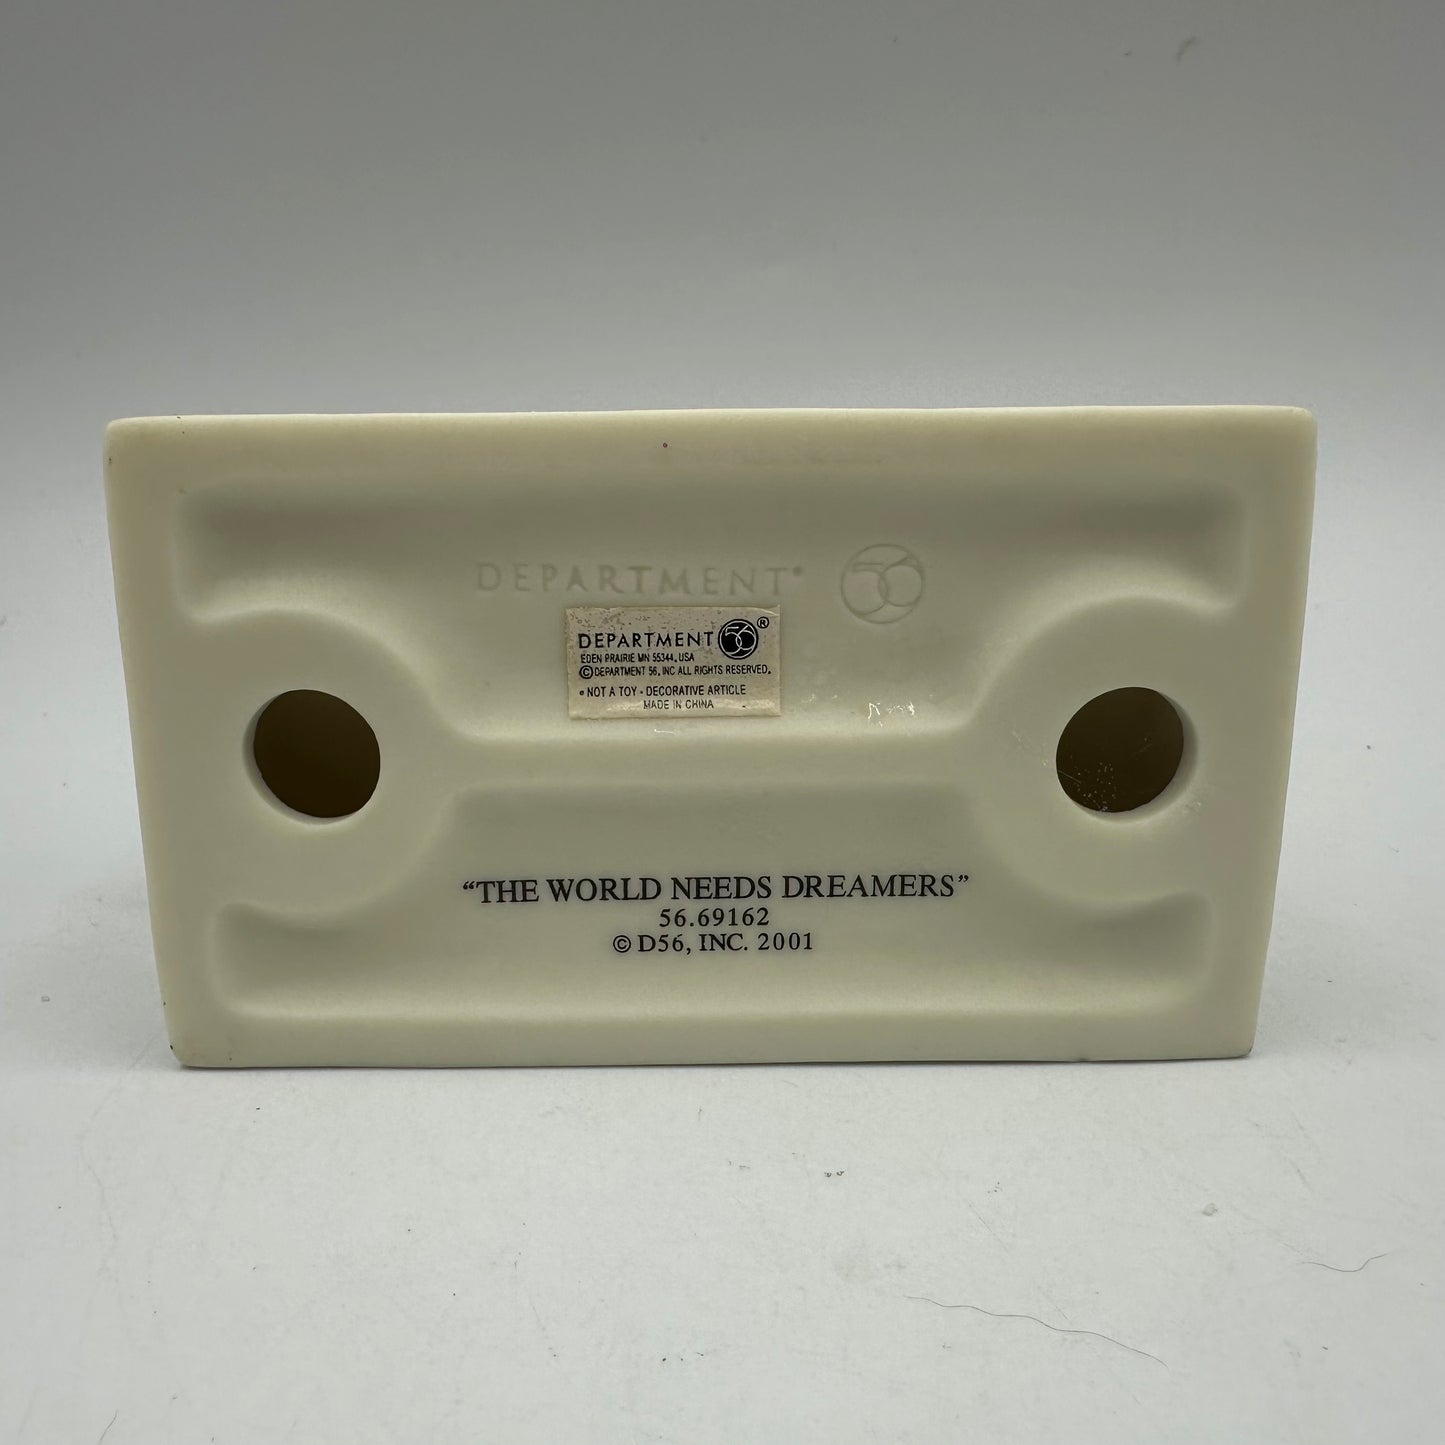 DEPARTMENT® 56
DEPARTMENT 56®
EDEN PRAIRIE MN 55344, USA
©DEPARTMENT 56, INC ALL RIGHTS RESERVED.
• NOT A TOY - DECORATIVE ARTICLE
MADE IN CHINA
“THE WORLD NEEDS DREAMERS”
56.69162
© D56, INC. 2001